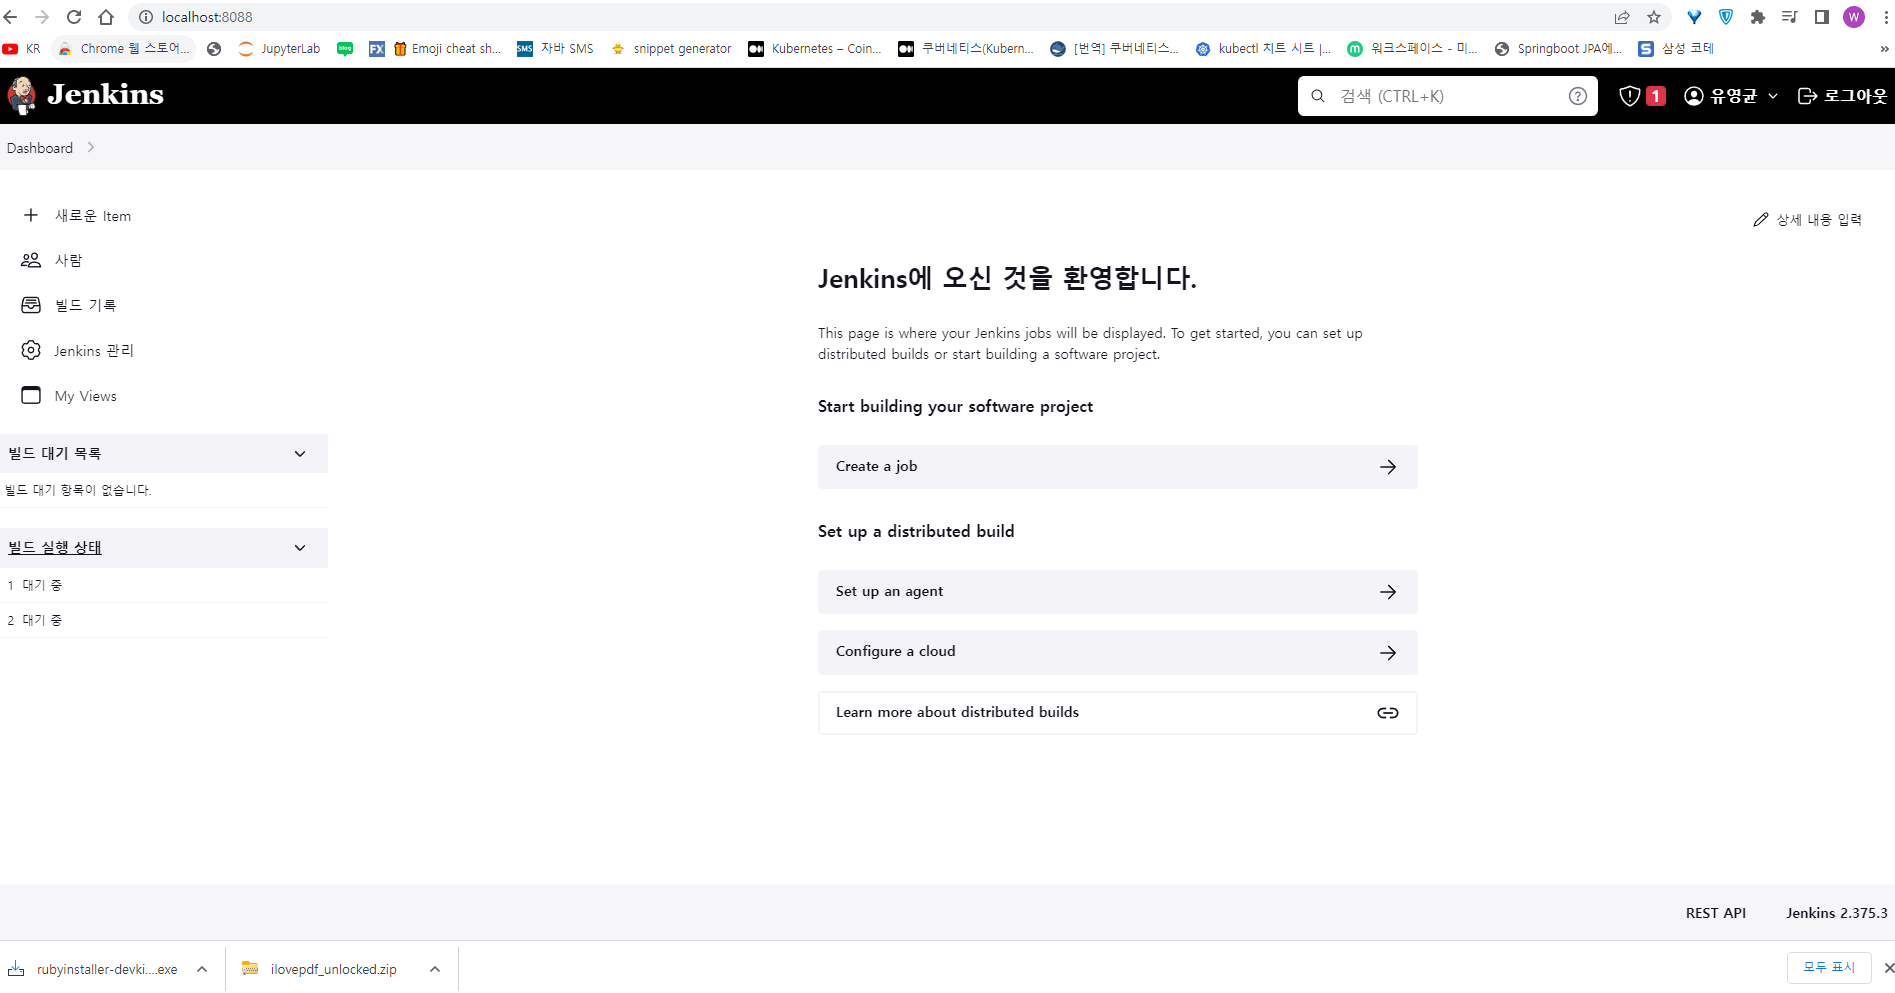 localhost:8088
W
KR
Chrome 웹 스토어...
JupyterLab
blog
FX
Emoji cheat sh...
SMS
자바 SMS
snippet generator
Kubernetes – Coin...
쿠버네티스(Kubern...
[번역] 쿠버네티스...
kubectl 치트 시트 |...
m
워크스페이스 - 미...
Springboot JPA에...
S
삼성 코테
»
Jenkins
검색 (CTRL+K)
?
1
유영균
로그아웃
Dashboard
새로운 Item
상세 내용 입력
사람
빌드 기록
Jenkins 관리
My Views
빌드 대기 목록
빌드 대기 항목이 없습니다.
빌드 실행 상태
1 대기 중
2 대기 중
Jenkins에 오신 것을 환영합니다.
This page is where your Jenkins jobs will be displayed. To get started, you can set up
distributed builds or start building a software project.
Start building your software project
Create a job
Set up a distributed build
Set up an agent
Configure a cloud
Learn more about distributed builds
REST API
Jenkins 2.375.3
rubyinstaller-devki....exe
ilovepdf_unlocked.zip
모두 표시